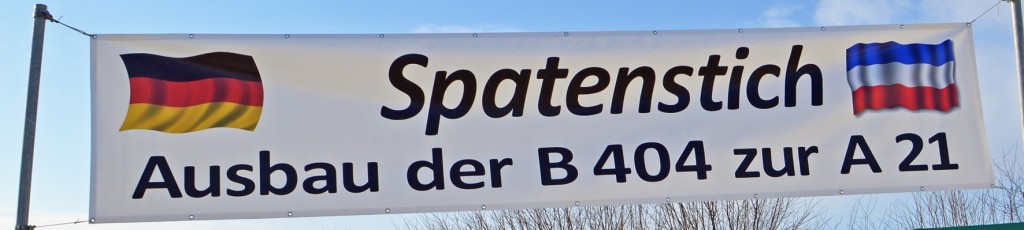 Spatenstich
Ausbau der B 404 zur A 21